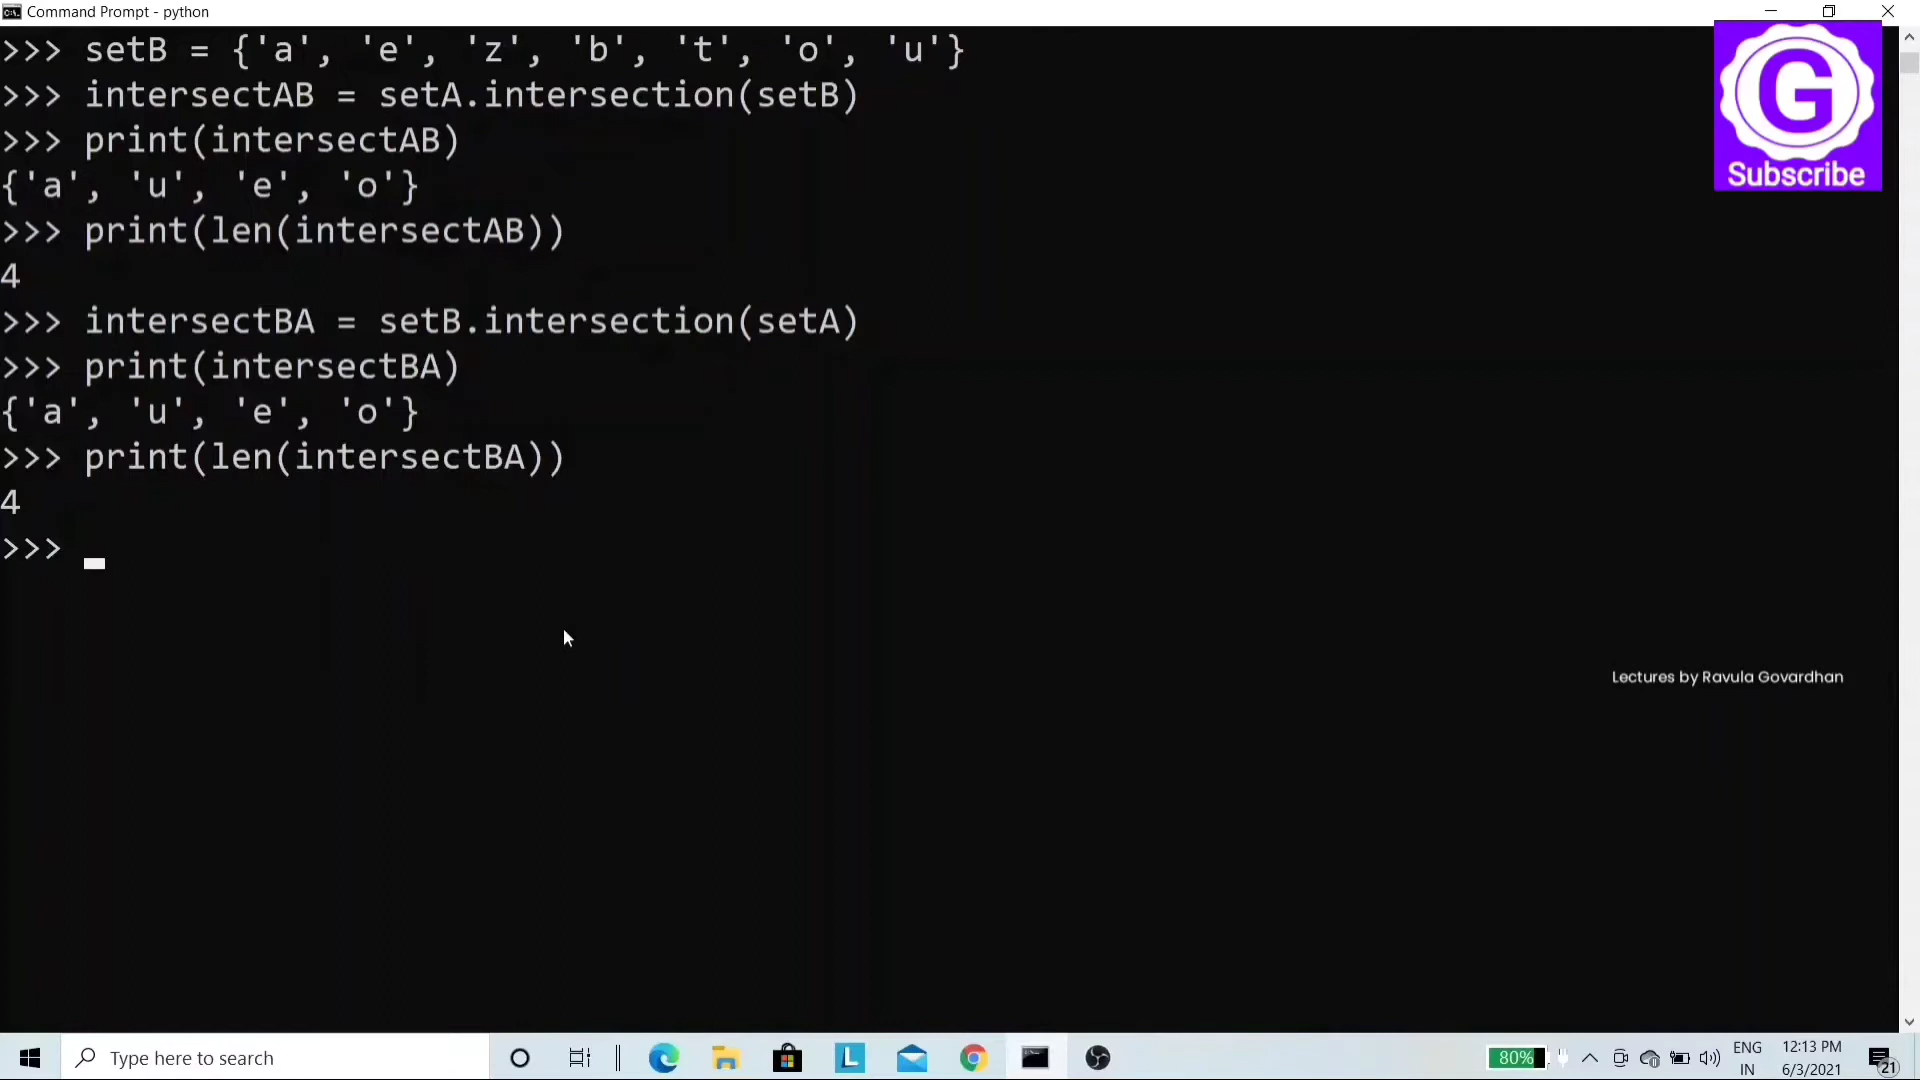 Command Prompt - python
>>> setB = {'a', 'e', 'z', 'b', 't', 'o', 'u'}
>>> intersectAB = setA.intersection(setB)
>>> print(intersectAB)
{'a', 'u', 'e', 'o'}
>>> print(len(intersectAB))
4
>>> intersectBA = setB.intersection(setA)
>>> print(intersectBA)
{'a', 'u', 'e', 'o'}
>>> print(len(intersectBA))
4
>>> _
G
Subscribe
Lectures by Ravula Govardhan
Type here to search
L
80%
ENG
IN
12:13 PM
6/3/2021
21